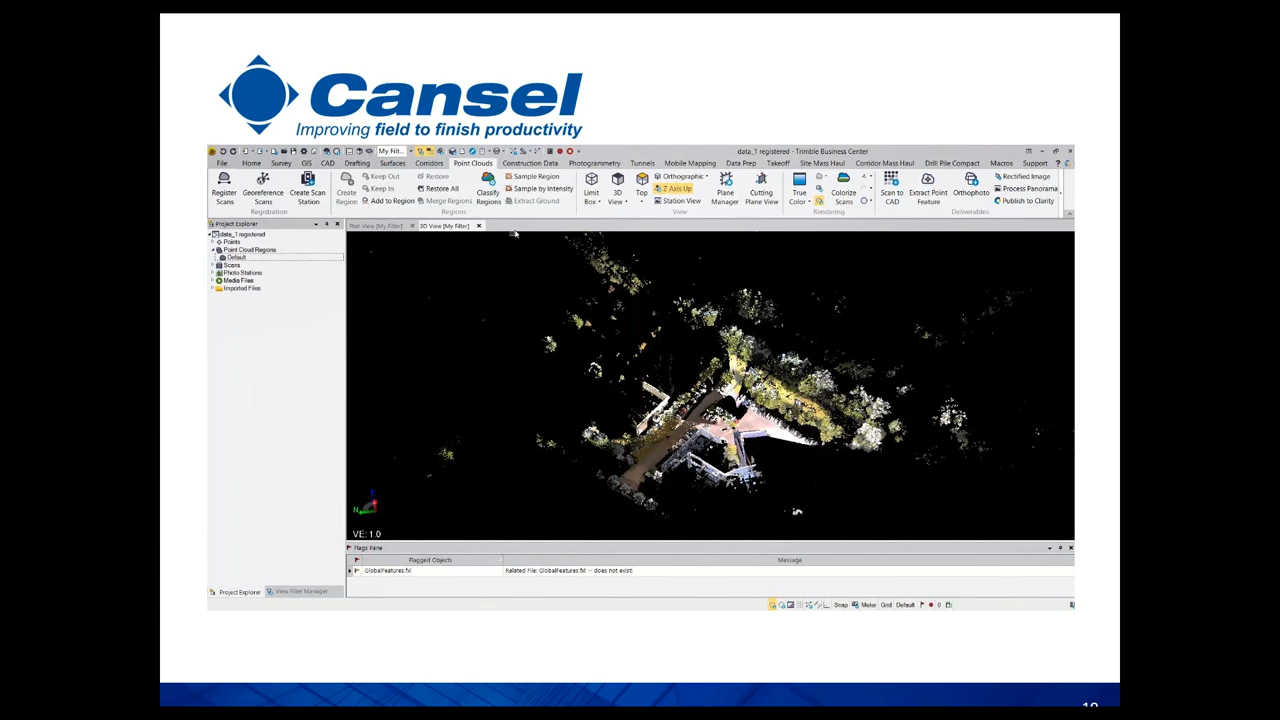 Cansel
Improving field to finish productivity
My Filt...
data_1 registered - Trimble Business Center
File Home Survey GIS CAD Drafting Surfaces Corridors Point Clouds Construction Data Photogrammetry Tunnels Mobile Mapping Data Prep Takeoff Site Mass Haul Corridor Mass Haul Drill Pile Compact Macros Support
Keep Out Restore Sample Region Orthographic Rectified Image
Keep In Restore All Sample by Intensity Z Axis Up Process Panorama
Add to Region Merge Regions Extract Ground Station View Publish to Clarity
Register Scans
Georeference Scans
Create Scan Station
Create Region
Classify Regions
Limit Box
3D View
Top
Plane Manager
Cutting Plane View
True Color
Colorize Scans
Scan to CAD
Extract Point Feature
Orthophoto
Registration Regions View Rendering Deliverables
Project Explorer
Plan View [My Filter] 3D View [My Filter]
data_1 registered
Points
Point Cloud Regions
Default
Scans
Photo Stations
Media Files
Imported Files
N
VE: 1.0
Flags Pane
Flagged Objects Message
GlobalFeatures.fxl Related File: GlobalFeatures.fxl -- does not exist!
Project Explorer View Filter Manager
Snap Meter Grid Default 0